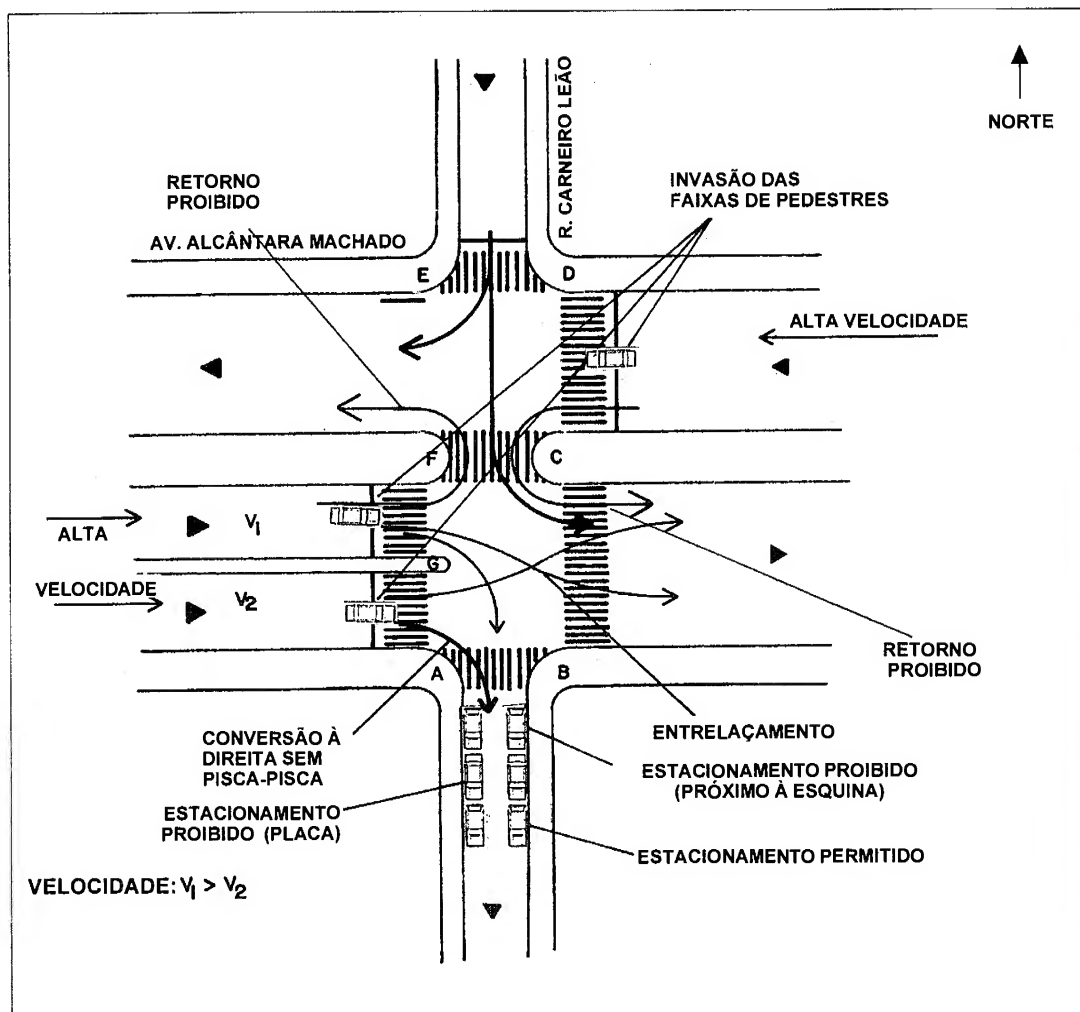 R. CARNEIRO LEÃO
NORTE
RETORNO
PROIBIDO
INVASÃO DAS
FAIXAS DE PEDESTRES
AV. ALCÂNTARA MACHADO
E
D
ALTA VELOCIDADE
F
C
ALTA
V1
G
VELOCIDADE
V2
RETORNO
PROIBIDO
A
B
CONVERSÃO À
DIREITA SEM
PISCA-PISCA
ENTRELAÇAMENTO
ESTACIONAMENTO PROIBIDO
(PRÓXIMO À ESQUINA)
ESTACIONAMENTO
PROIBIDO (PLACA)
ESTACIONAMENTO PERMITIDO
VELOCIDADE: V1 > V2